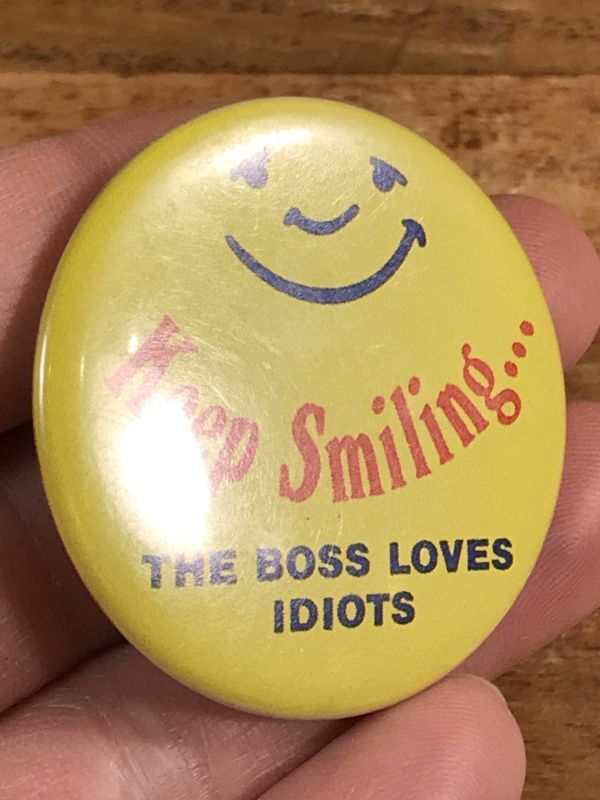 Keep Smiling...
THE BOSS LOVES
IDIOTS